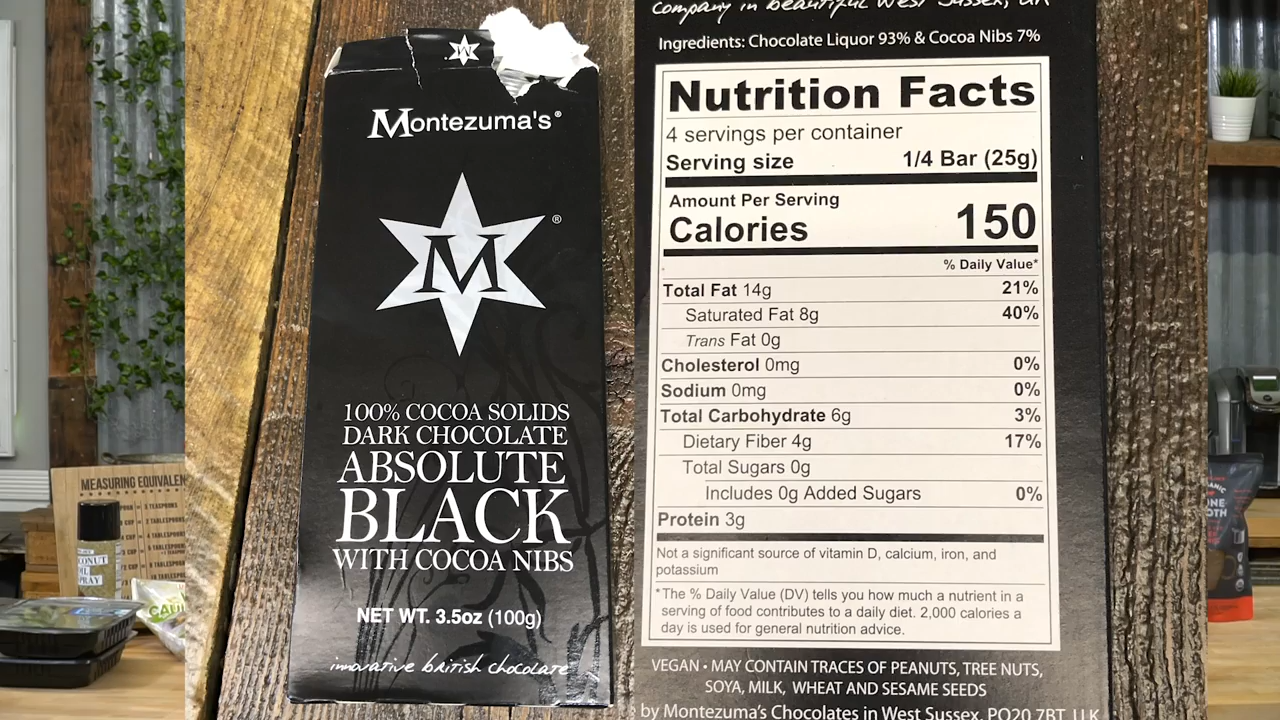 Montezuma's®
M
®
100% COCOA SOLIDS
DARK CHOCOLATE
ABSOLUTE
BLACK
WITH COCOA NIBS
NET WT. 3.5oz (100g)
innovative british chocolate
company in beautiful West Sussex, UK
Ingredients: Chocolate Liquor 93% & Cocoa Nibs 7%
Nutrition Facts
4 servings per container
Serving size 1/4 Bar (25g)
Amount Per Serving
Calories 150
% Daily Value*
Total Fat 14g 21%
Saturated Fat 8g 40%
Trans Fat 0g
Cholesterol 0mg 0%
Sodium 0mg 0%
Total Carbohydrate 6g 3%
Dietary Fiber 4g 17%
Total Sugars 0g
Includes 0g Added Sugars 0%
Protein 3g
Not a significant source of vitamin D, calcium, iron, and
potassium
*The % Daily Value (DV) tells you how much a nutrient in a
serving of food contributes to a daily diet. 2,000 calories a
day is used for general nutrition advice.
VEGAN • MAY CONTAIN TRACES OF PEANUTS, TREE NUTS,
SOYA, MILK, WHEAT AND SESAME SEEDS
by Montezuma's Chocolates in West Sussex, PO20 7BT, U.K
MEASURING EQUIVALEN